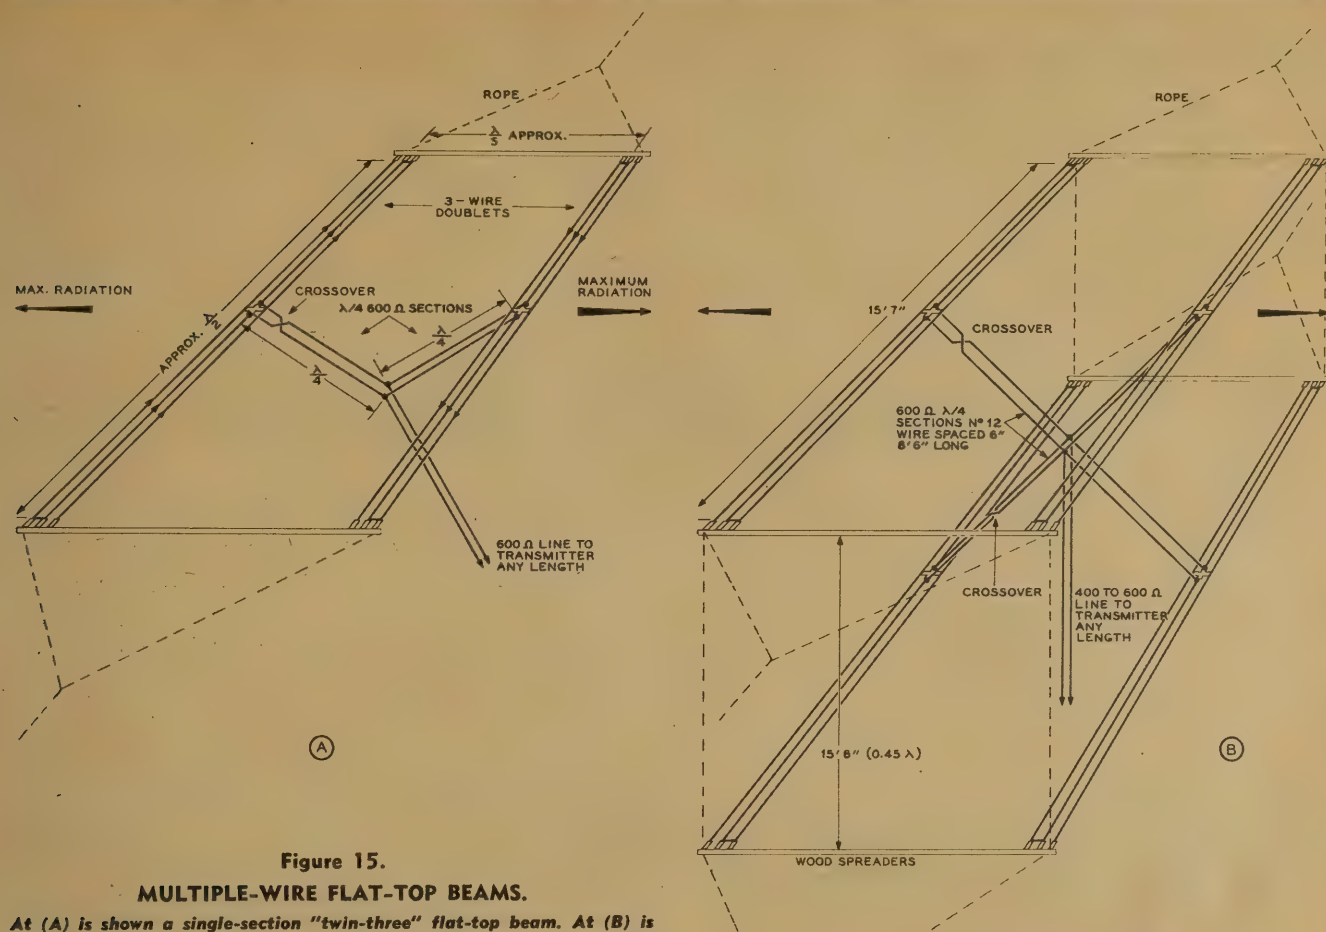 ROPE
λ/5 APPROX.
3-WIRE
DOUBLETS
MAX. RADIATION
CROSSOVER
λ/4 600 Ω SECTIONS
MAXIMUM
RADIATION
APPROX. λ/2
λ/4
λ/4
600 Ω LINE TO
TRANSMITTER
ANY LENGTH
A
ROPE
15'7"
CROSSOVER
600 Ω λ/4
SECTIONS Nº 12
WIRE SPACED 6"
8'6" LONG
CROSSOVER
400 TO 600 Ω
LINE TO
TRANSMITTER
ANY
LENGTH
15'6" (0.45 λ)
B
WOOD SPREADERS
Figure 15.
MULTIPLE-WIRE FLAT-TOP BEAMS.
At (A) is shown a single-section "twin-three" flat-top beam. At (B) is